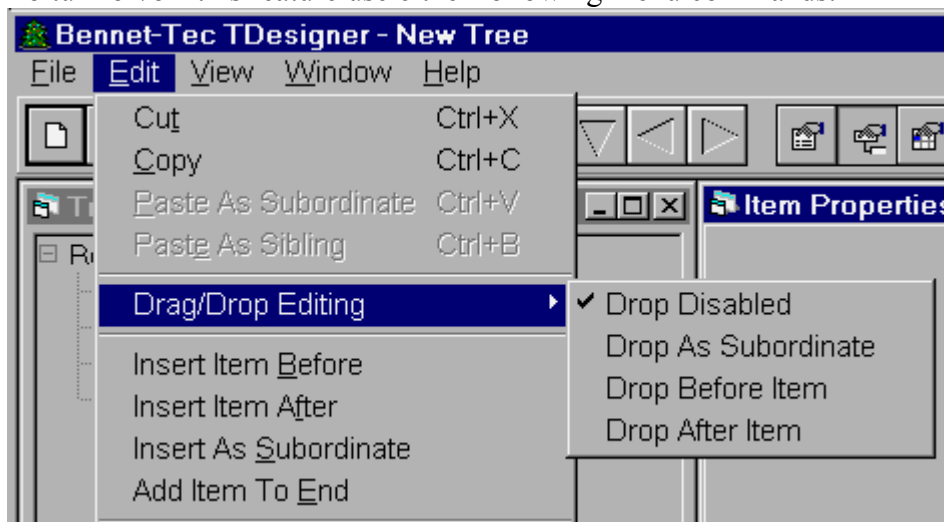 Bennet-Tec TDesigner - New Tree
File Edit View Window Help
Cut Ctrl+X
Copy Ctrl+C
Paste As Subordinate Ctrl+V
Paste As Sibling Ctrl+B
Item Properties
Drag/Drop Editing
Drop Disabled
Drop As Subordinate
Drop Before Item
Drop After Item
Insert Item Before
Insert Item After
Insert As Subordinate
Add Item To End